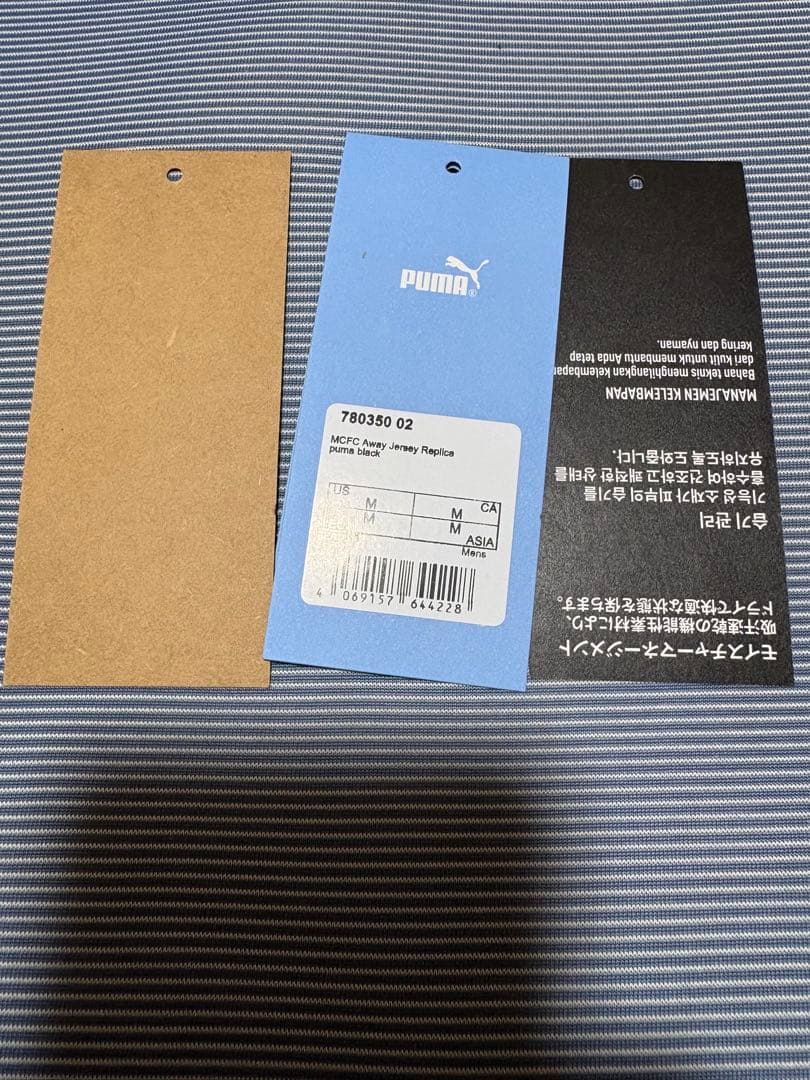 PUMA®
780350 02
MCFC Away Jersey Replica
puma black
US M
M CA
M
M ASIA
Mens
4 069157 644228
モイスチャーマネージメント
吸汗速乾の機能性素材により、
ドライで快適な状態を保ちます。
습기 관리
기능성 소재가 피부의 습기를
흡수하여 건조하고 쾌적한 상태를
유지하도록 도와줍니다.
MANAJEMEN KELEMBAPAN
Bahan teknis menghilangkan kelembapan
dari kulit untuk membantu Anda tetap
kering dan nyaman.